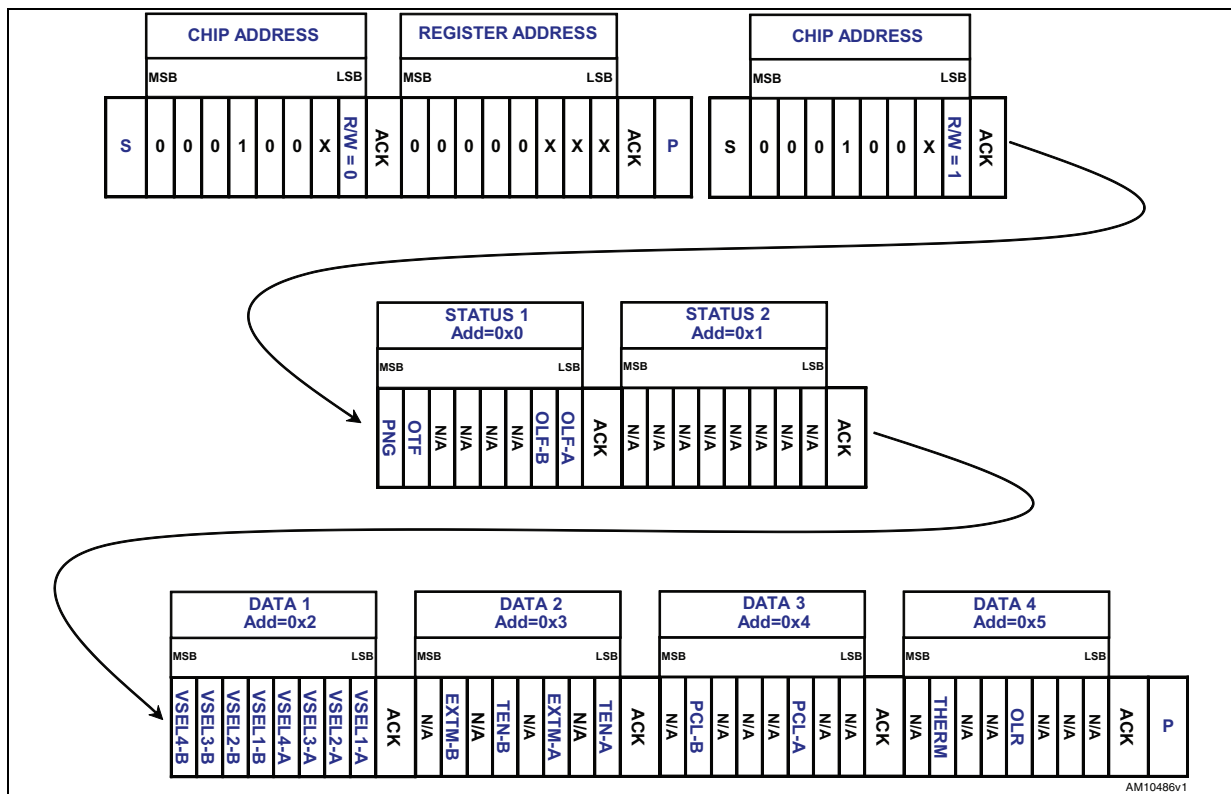 CHIP ADDRESS REGISTER ADDRESS CHIP ADDRESS
MSB LSB MSB LSB MSB LSB
S 0 0 0 1 0 0 X R/W = 0 ACK 0 0 0 0 0 X X X ACK P S 0 0 0 1 0 0 X R/W = 1 ACK
STATUS 1 STATUS 2
Add=0x0 Add=0x1
MSB LSB MSB LSB
PNG OTF N/A N/A N/A N/A OLF-B OLF-A ACK N/A N/A N/A N/A N/A N/A N/A N/A ACK
DATA 1 DATA 2 DATA 3 DATA 4
Add=0x2 Add=0x3 Add=0x4 Add=0x5
MSB LSB MSB LSB MSB LSB MSB LSB
VSEL4-B VSEL3-B VSEL2-B VSEL1-B VSEL4-A VSEL3-A VSEL2-A VSEL1-A ACK N/A EXTM-B N/A TEN-B N/A EXTM-A N/A TEN-A ACK N/A PCL-B N/A N/A N/A PCL-A N/A N/A ACK N/A THERM N/A N/A OLR N/A N/A N/A ACK P
AM10486v1